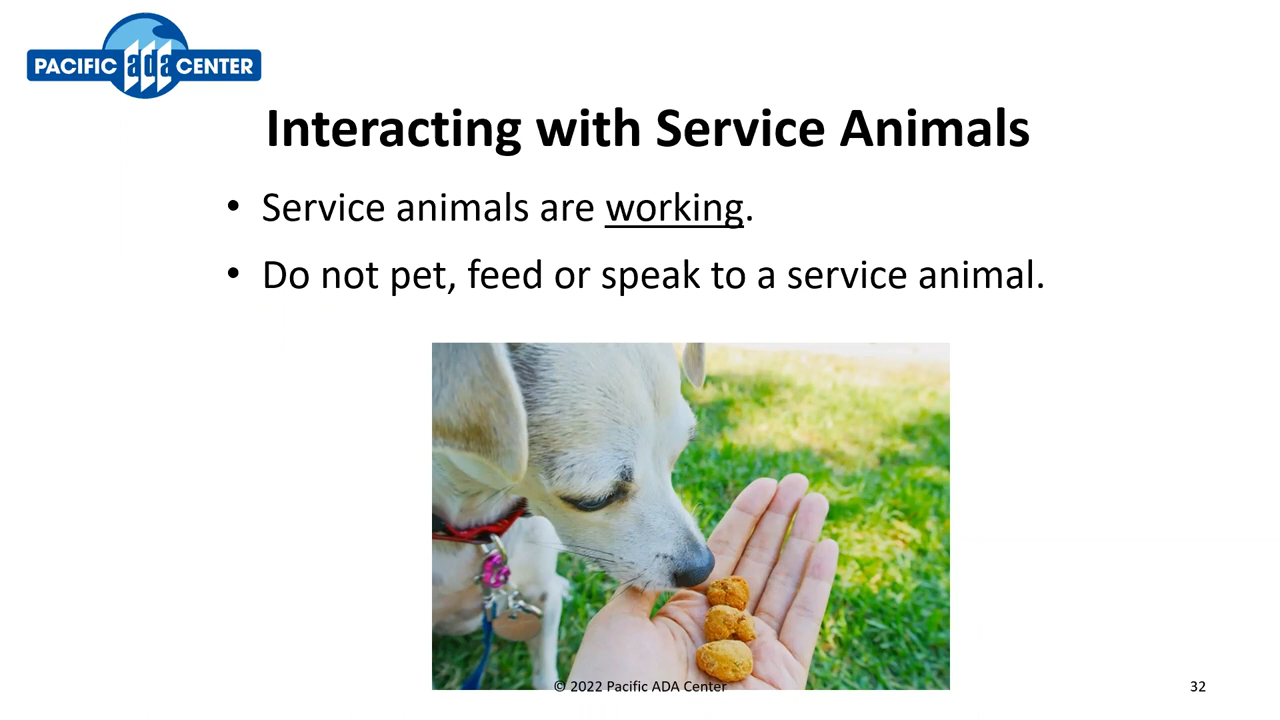 PACIFIC ada CENTER
Interacting with Service Animals
• Service animals are working.
• Do not pet, feed or speak to a service animal.
© 2022 Pacific ADA Center
32